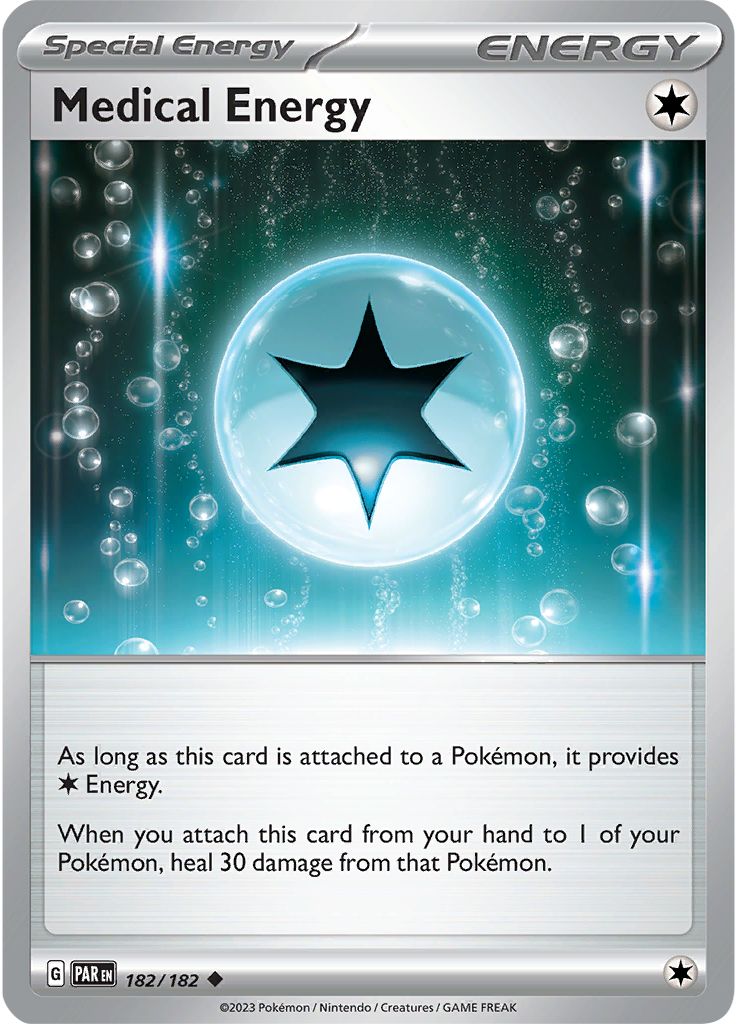 Special Energy
ENERGY
Medical Energy
As long as this card is attached to a Pokémon, it provides
Energy.
When you attach this card from your hand to 1 of your
Pokémon, heal 30 damage from that Pokémon.
G PAR EN 182/182
©2023 Pokémon / Nintendo / Creatures / GAME FREAK